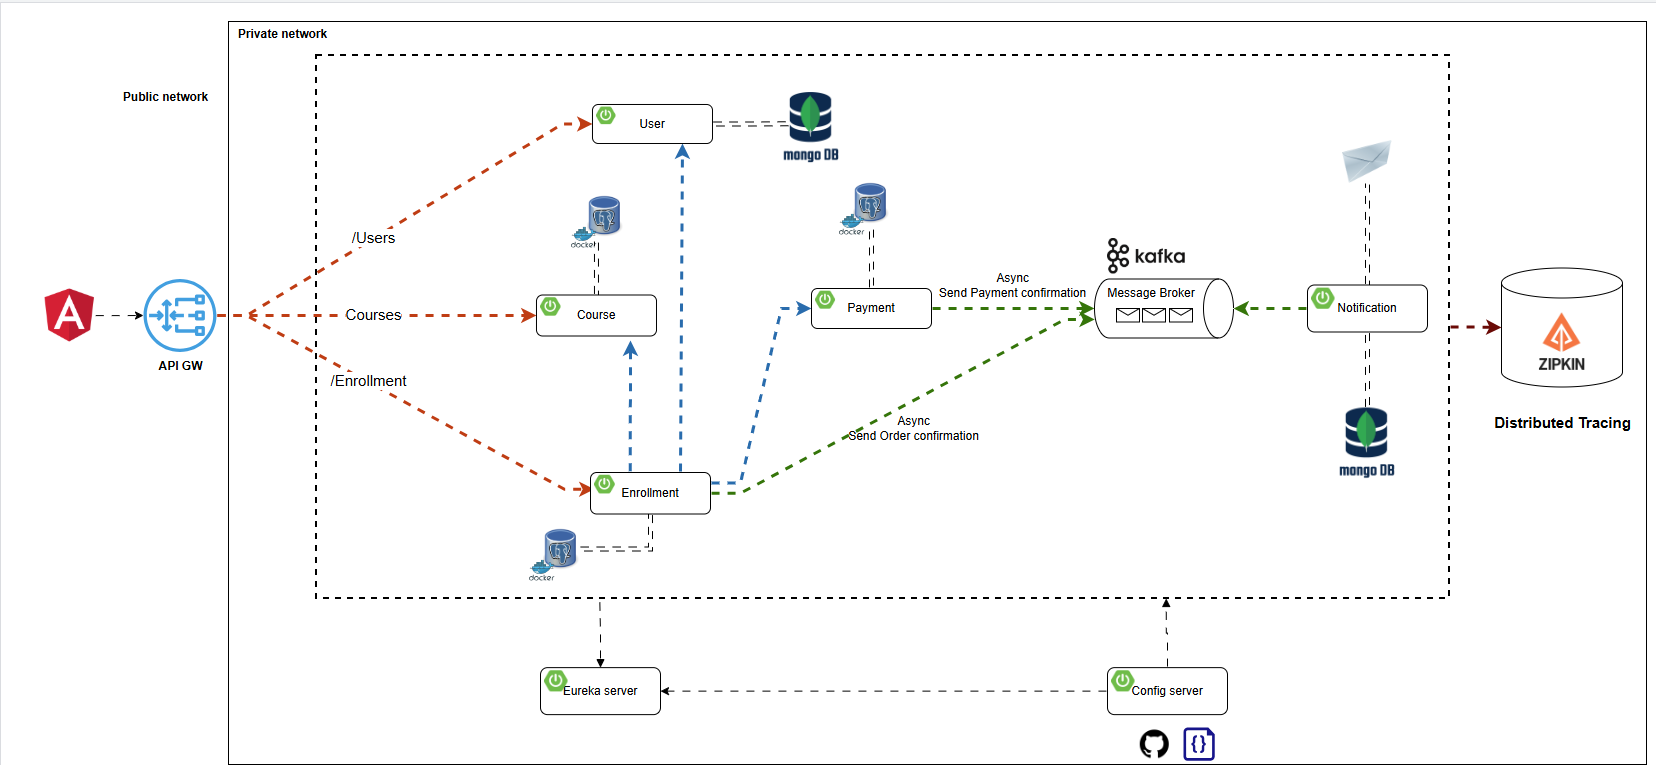 Private network
Public network
User
mongo DB
/Users
docker
docker
kafka
Async
Send Payment confirmation
Message Broker
Courses
Course
Payment
Notification
API GW
ZIPKIN
/Enrollment
Distributed Tracing
Async
Send Order confirmation
mongo DB
Enrollment
docker
Eureka server
Config server
{}